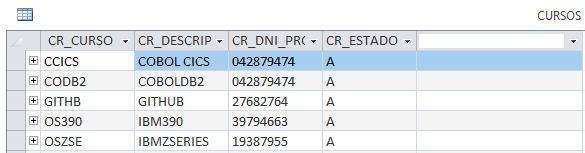 CURSOS
CR_CURSO CR_DESCRIP CR_DNI_PRO CR_ESTADO
CCICS COBOL CICS 042879474 A
CODB2 COBOLDB2 042879474 A
GITHB GITHUB 27682764 A
OS390 IBM390 39794663 A
OSZSE IBMZSERIES 19387955 A